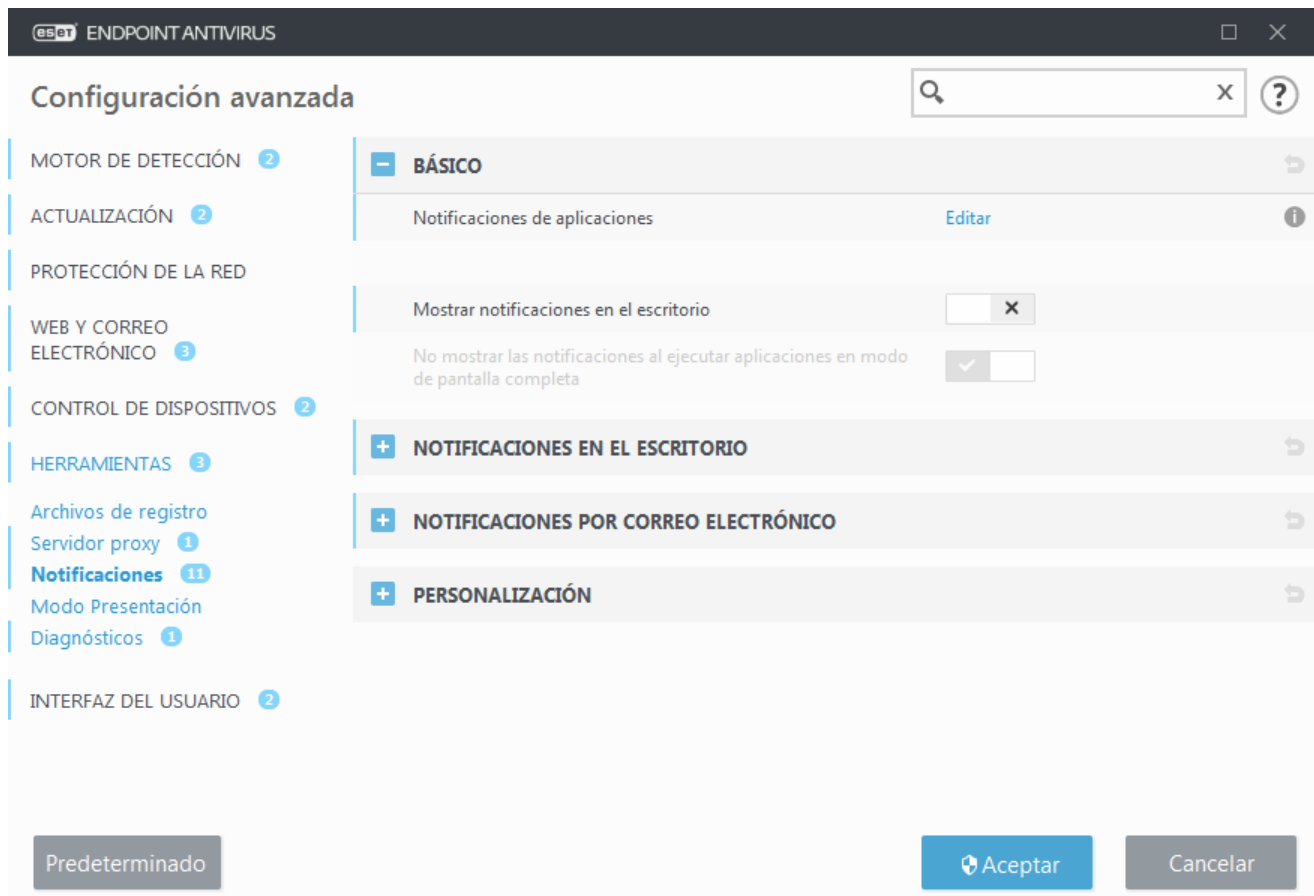 eset ENDPOINT ANTIVIRUS
Configuración avanzada
MOTOR DE DETECCIÓN 2
ACTUALIZACIÓN 2
PROTECCIÓN DE LA RED
WEB Y CORREO
ELECTRÓNICO 3
CONTROL DE DISPOSITIVOS 2
HERRAMIENTAS 3
Archivos de registro
Servidor proxy 1
Notificaciones 11
Modo Presentación
Diagnósticos 1
INTERFAZ DEL USUARIO 2
BÁSICO
Notificaciones de aplicaciones Editar
Mostrar notificaciones en el escritorio
No mostrar las notificaciones al ejecutar aplicaciones en modo
de pantalla completa
NOTIFICACIONES EN EL ESCRITORIO
NOTIFICACIONES POR CORREO ELECTRÓNICO
PERSONALIZACIÓN
Predeterminado
Aceptar
Cancelar